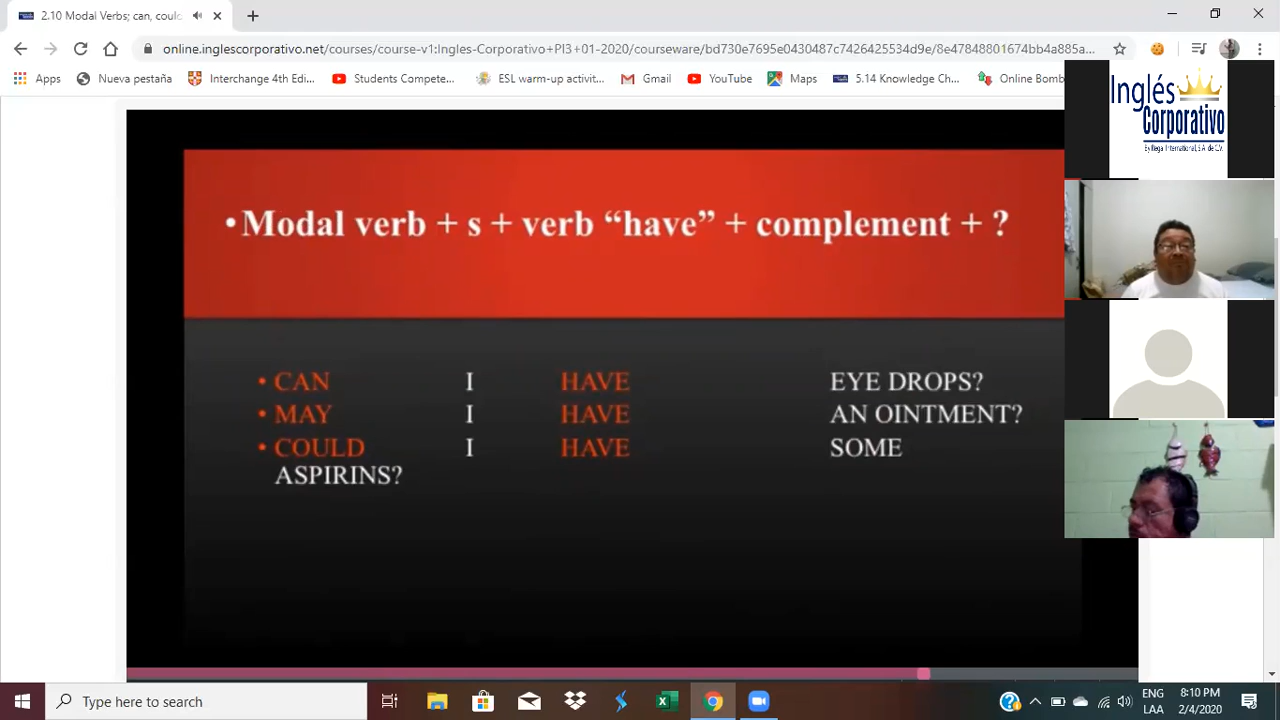 2.10 Modal Verbs; can, could
online.inglescorporativo.net/courses/course-v1:Ingles-Corporativo+PI3+01-2020/courseware/bd730e7695e0430487c7426425534d9e/8e47848801674bb4a885a...
Apps Nueva pestaña Interchange 4th Edi... Students Compete... ESL warm-up activit... Gmail YouTube Maps 5.14 Knowledge Ch... Online Bomb
Inglés
Corporativo
• Modal verb + s + verb “have” + complement + ?
• CAN I HAVE EYE DROPS?
• MAY I HAVE AN OINTMENT?
• COULD I HAVE SOME
ASPIRINS?
Type here to search
ENG 8:10 PM
LAA 2/4/2020